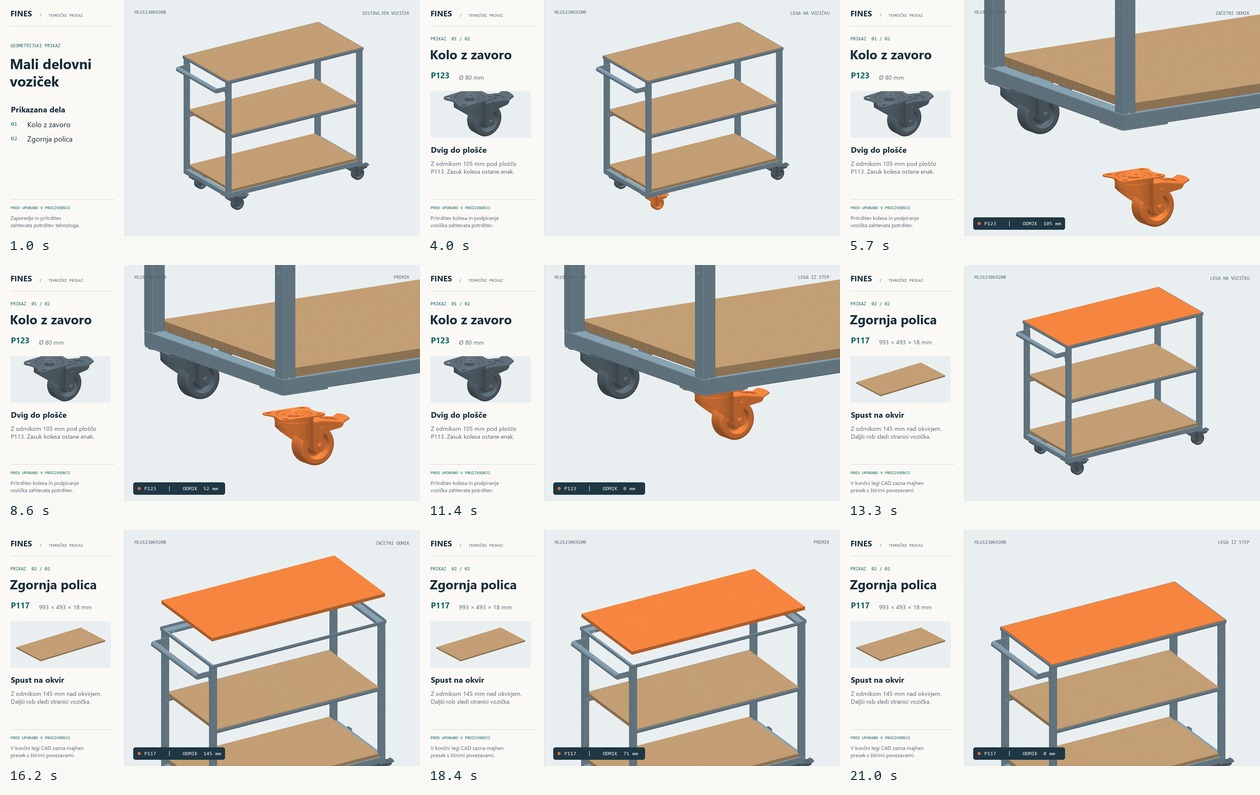 FINES / TEHNIČNI PRIKAZ
GEOMETRIJSKI PRIKAZ
Mali delovni
voziček
Prikazana dela
01 Kolo z zavoro
02 Zgornja polica
PRED UPORABO V PROIZVODNJI
Zaporedje in pritrditev
zahtevata potrditev tehnologa.
MLUS23069200
SESTAVLJEN VOZIČEK
1.0 s
FINES / TEHNIČNI PRIKAZ
PRIKAZ 01 / 02
Kolo z zavoro
P123 Ø 80 mm
Dvig do plošče
Z odmikom 105 mm pod ploščo
P113. Zasuk kolesa ostane enak.
PRED UPORABO V PROIZVODNJI
Pritrditev kolesa in podpiranje
vozička zahtevata potrditev.
MLUS23069200
LEGA NA VOZIČKU
4.0 s
FINES / TEHNIČNI PRIKAZ
PRIKAZ 01 / 02
Kolo z zavoro
P123 Ø 80 mm
Dvig do plošče
Z odmikom 105 mm pod ploščo
P113. Zasuk kolesa ostane enak.
PRED UPORABO V PROIZVODNJI
Pritrditev kolesa in podpiranje
vozička zahtevata potrditev.
ZAČETNI ODMIK
P123 | ODMIK 105 mm
5.7 s
FINES / TEHNIČNI PRIKAZ
PRIKAZ 01 / 02
Kolo z zavoro
P123 Ø 80 mm
Dvig do plošče
Z odmikom 105 mm pod ploščo
P113. Zasuk kolesa ostane enak.
PRED UPORABO V PROIZVODNJI
Pritrditev kolesa in podpiranje
vozička zahtevata potrditev.
PREMIK
P123 | ODMIK 52 mm
8.6 s
FINES / TEHNIČNI PRIKAZ
PRIKAZ 01 / 02
Kolo z zavoro
P123 Ø 80 mm
Dvig do plošče
Z odmikom 105 mm pod ploščo
P113. Zasuk kolesa ostane enak.
PRED UPORABO V PROIZVODNJI
Pritrditev kolesa in podpiranje
vozička zahtevata potrditev.
LEGA IZ STEP
P123 | ODMIK 0 mm
11.4 s
FINES / TEHNIČNI PRIKAZ
PRIKAZ 02 / 02
Zgornja polica
P117 993 × 493 × 18 mm
Spust na okvir
Z odmikom 145 mm nad okvirjem.
Daljši rob sledi stranici vozička.
PRED UPORABO V PROIZVODNJI
V končni legi CAD zazna majhen
presek s štirimi povezavami.
MLUS23069200
LEGA NA VOZIČKU
13.3 s
FINES / TEHNIČNI PRIKAZ
PRIKAZ 02 / 02
Zgornja polica
P117 993 × 493 × 18 mm
Spust na okvir
Z odmikom 145 mm nad okvirjem.
Daljši rob sledi stranici vozička.
PRED UPORABO V PROIZVODNJI
V končni legi CAD zazna majhen
presek s štirimi povezavami.
MLUS23069200
ZAČETNI ODMIK
P117 | ODMIK 145 mm
16.2 s
FINES / TEHNIČNI PRIKAZ
PRIKAZ 02 / 02
Zgornja polica
P117 993 × 493 × 18 mm
Spust na okvir
Z odmikom 145 mm nad okvirjem.
Daljši rob sledi stranici vozička.
PRED UPORABO V PROIZVODNJI
V končni legi CAD zazna majhen
presek s štirimi povezavami.
MLUS23069200
PREMIK
P117 | ODMIK 71 mm
18.4 s
FINES / TEHNIČNI PRIKAZ
PRIKAZ 02 / 02
Zgornja polica
P117 993 × 493 × 18 mm
Spust na okvir
Z odmikom 145 mm nad okvirjem.
Daljši rob sledi stranici vozička.
PRED UPORABO V PROIZVODNJI
V končni legi CAD zazna majhen
presek s štirimi povezavami.
MLUS23069200
LEGA IZ STEP
P117 | ODMIK 0 mm
21.0 s